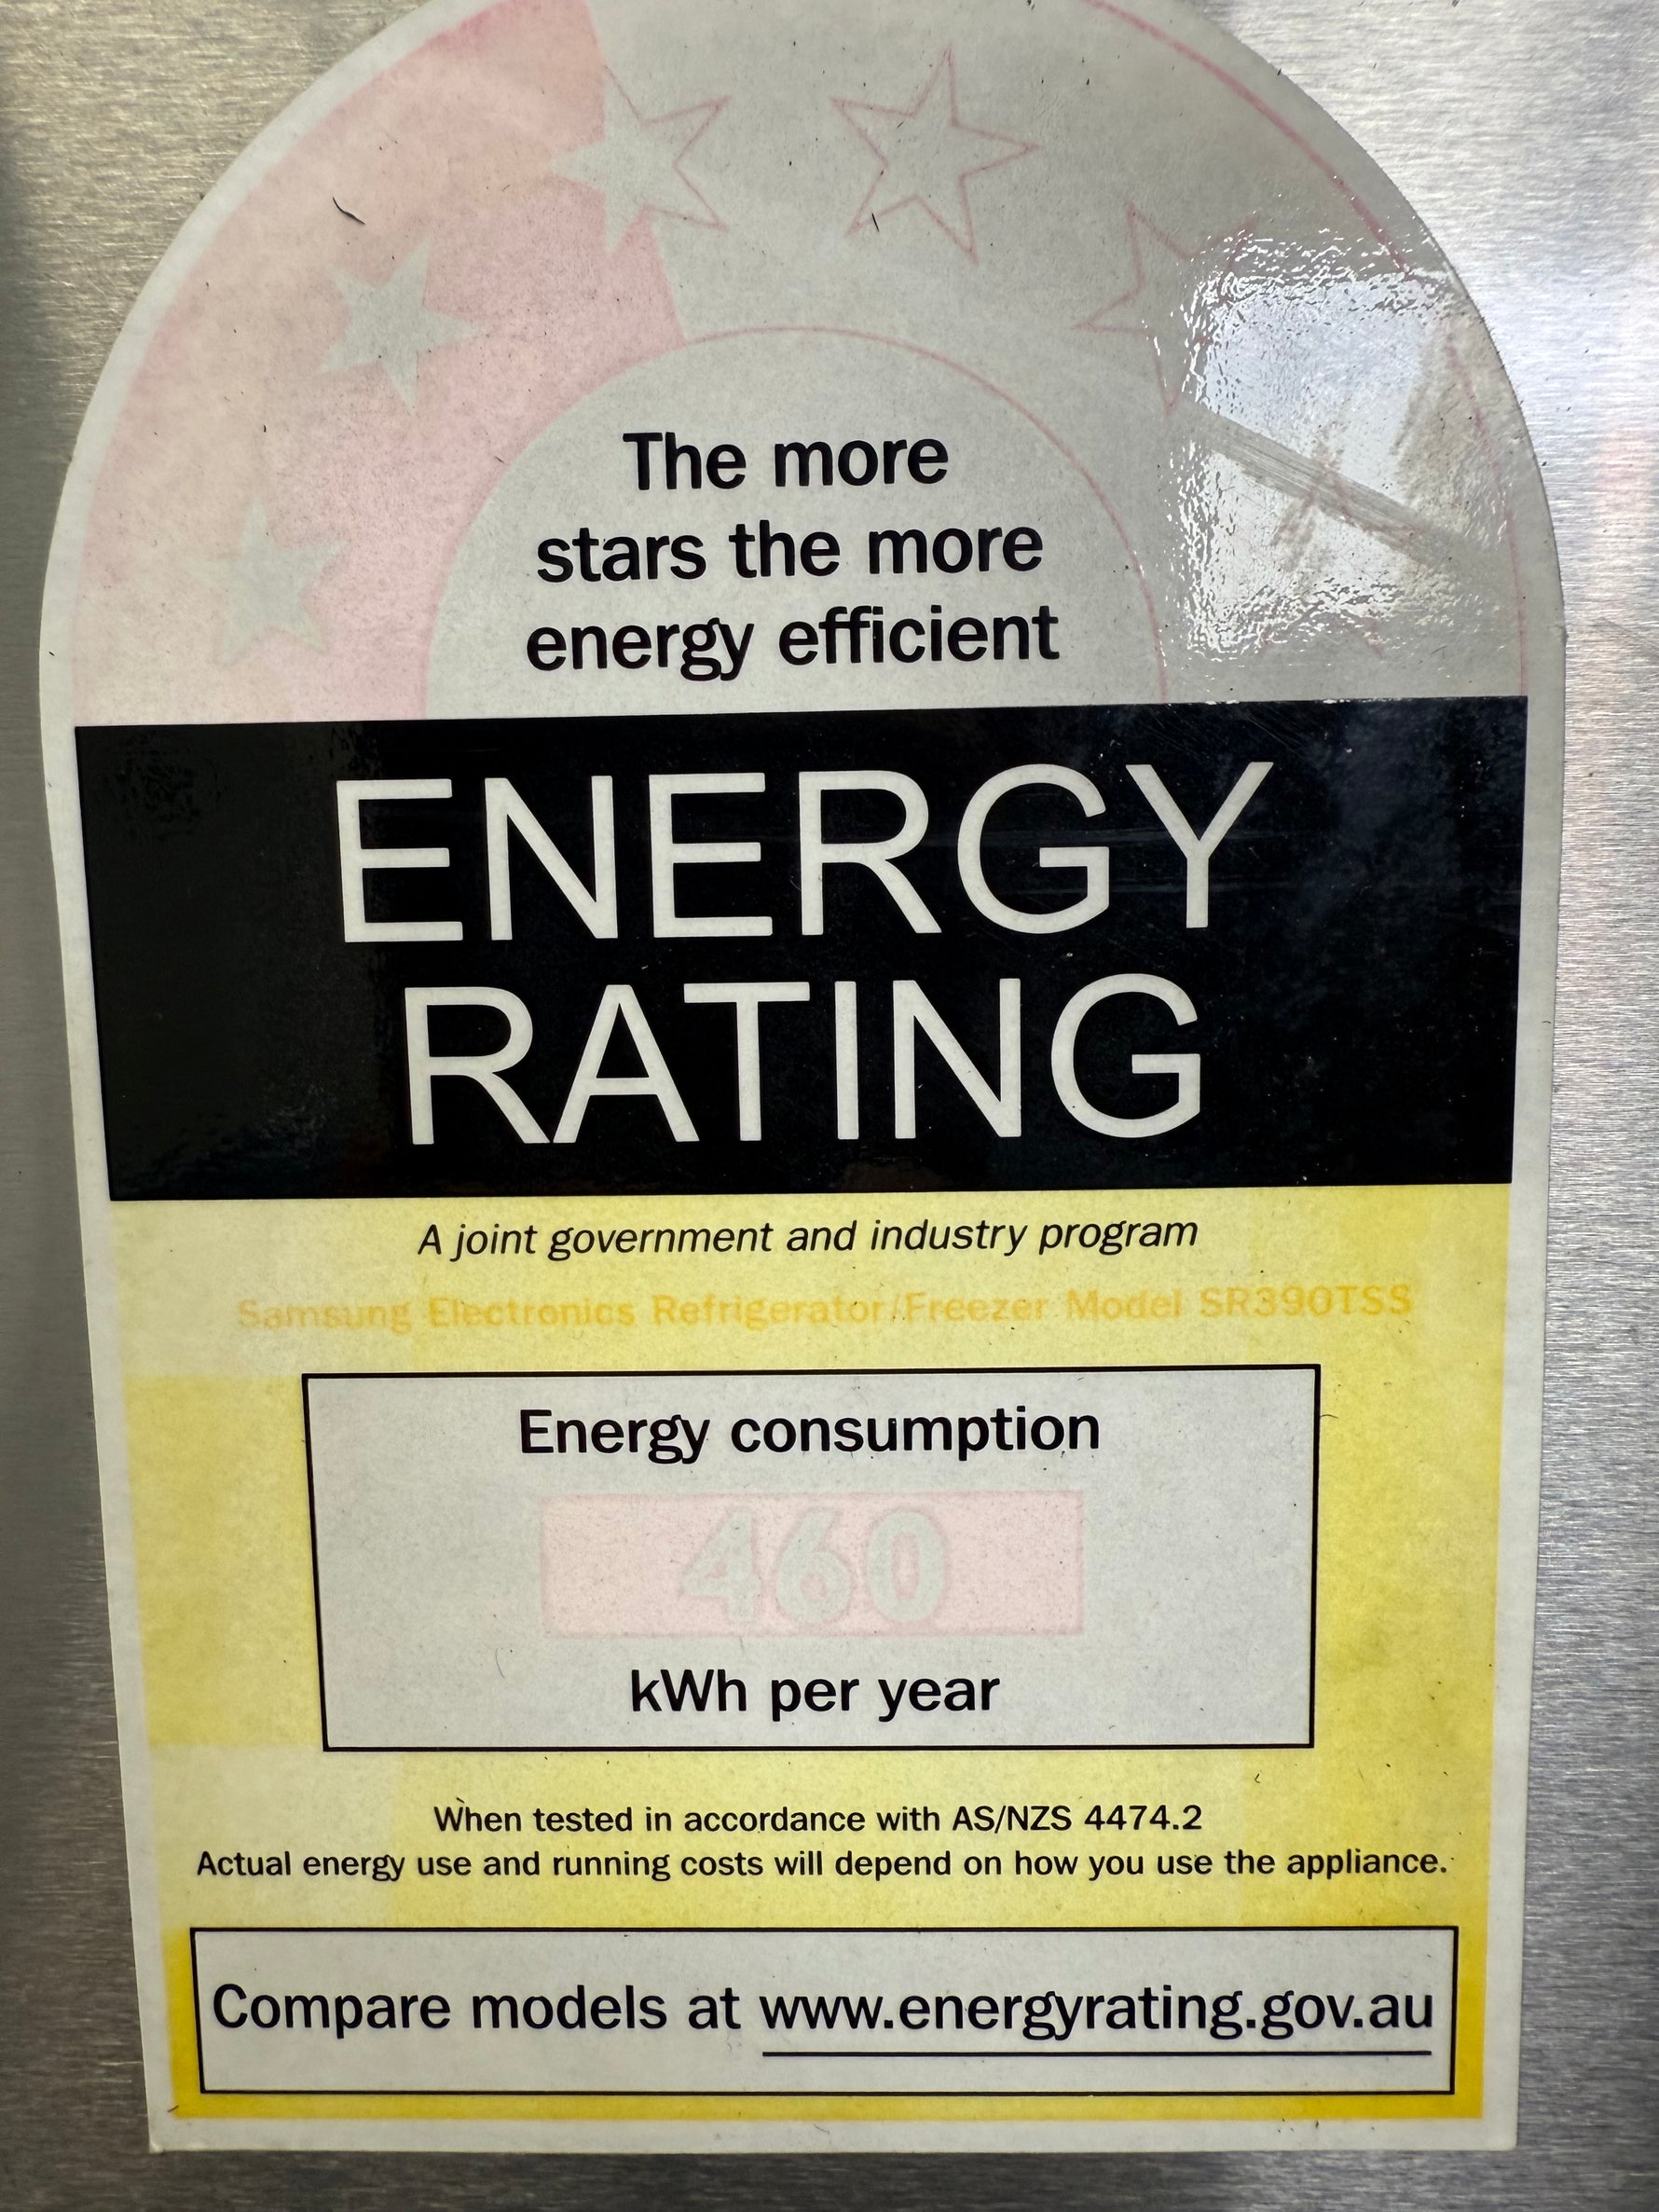 The more
stars the more
energy efficient
ENERGY
RATING
A joint government and industry program
Samsung Electronics Refrigerator/Freezer Model SR390TSS
Energy consumption
460
kWh per year
When tested in accordance with AS/NZS 4474.2
Actual energy use and running costs will depend on how you use the appliance.
Compare models at www.energyrating.gov.au